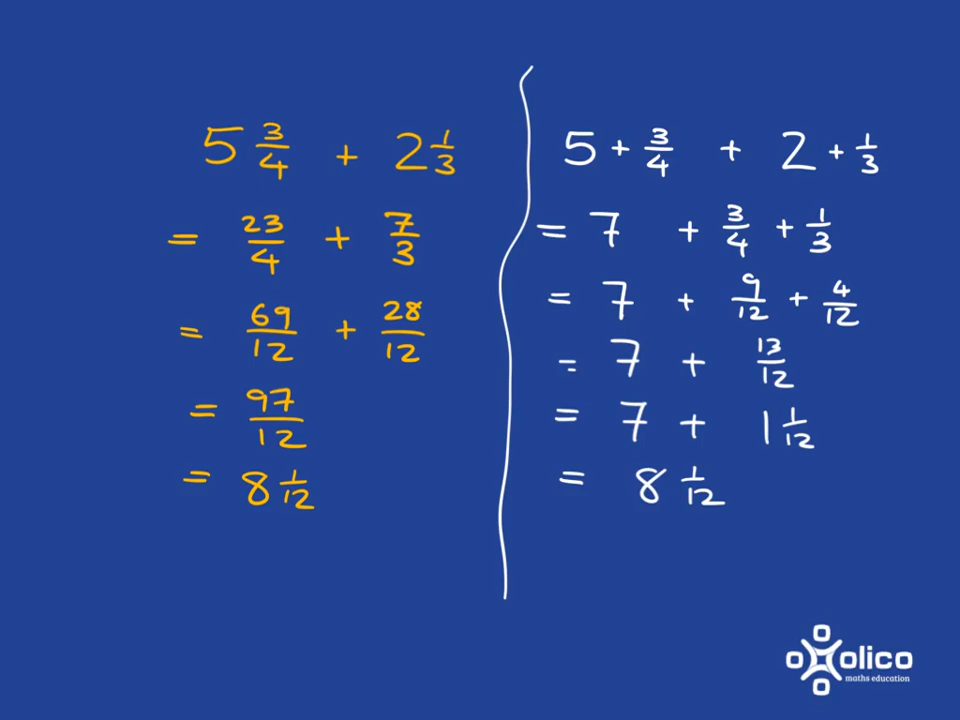 5 3/4 + 2 1/3
= 23/4 + 7/3
= 69/12 + 28/12
= 97/12
= 8 1/12
5 + 3/4 + 2 + 1/3
= 7 + 3/4 + 1/3
= 7 + 9/12 + 4/12
= 7 + 13/12
= 7 + 1 1/12
= 8 1/12
olico
maths education